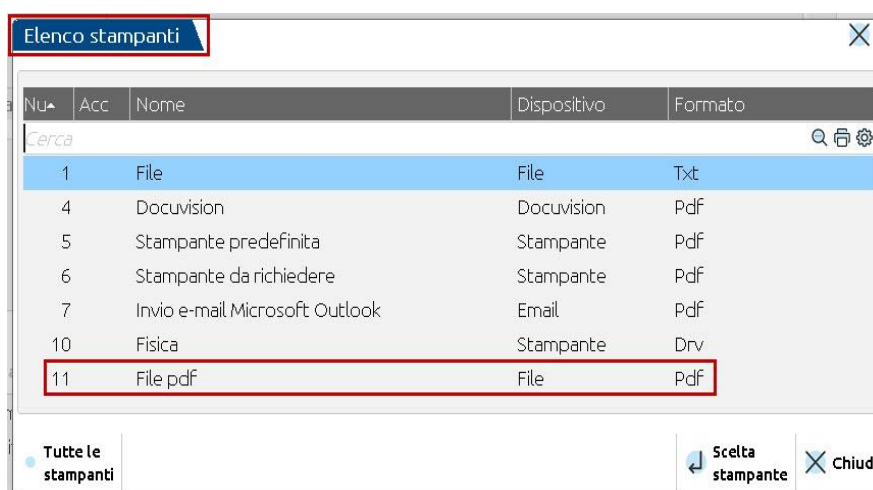 Elenco stampanti
Nu Acc Nome Dispositivo Formato
Cerca
1 File File Txt
4 Docuvision Docuvision Pdf
5 Stampante predefinita Stampante Pdf
6 Stampante da richiedere Stampante Pdf
7 Invio e-mail Microsoft Outlook Email Pdf
10 Fisica Stampante Drv
11 File pdf File Pdf
Tutte le
stampanti
Scelta
stampante
Chiud